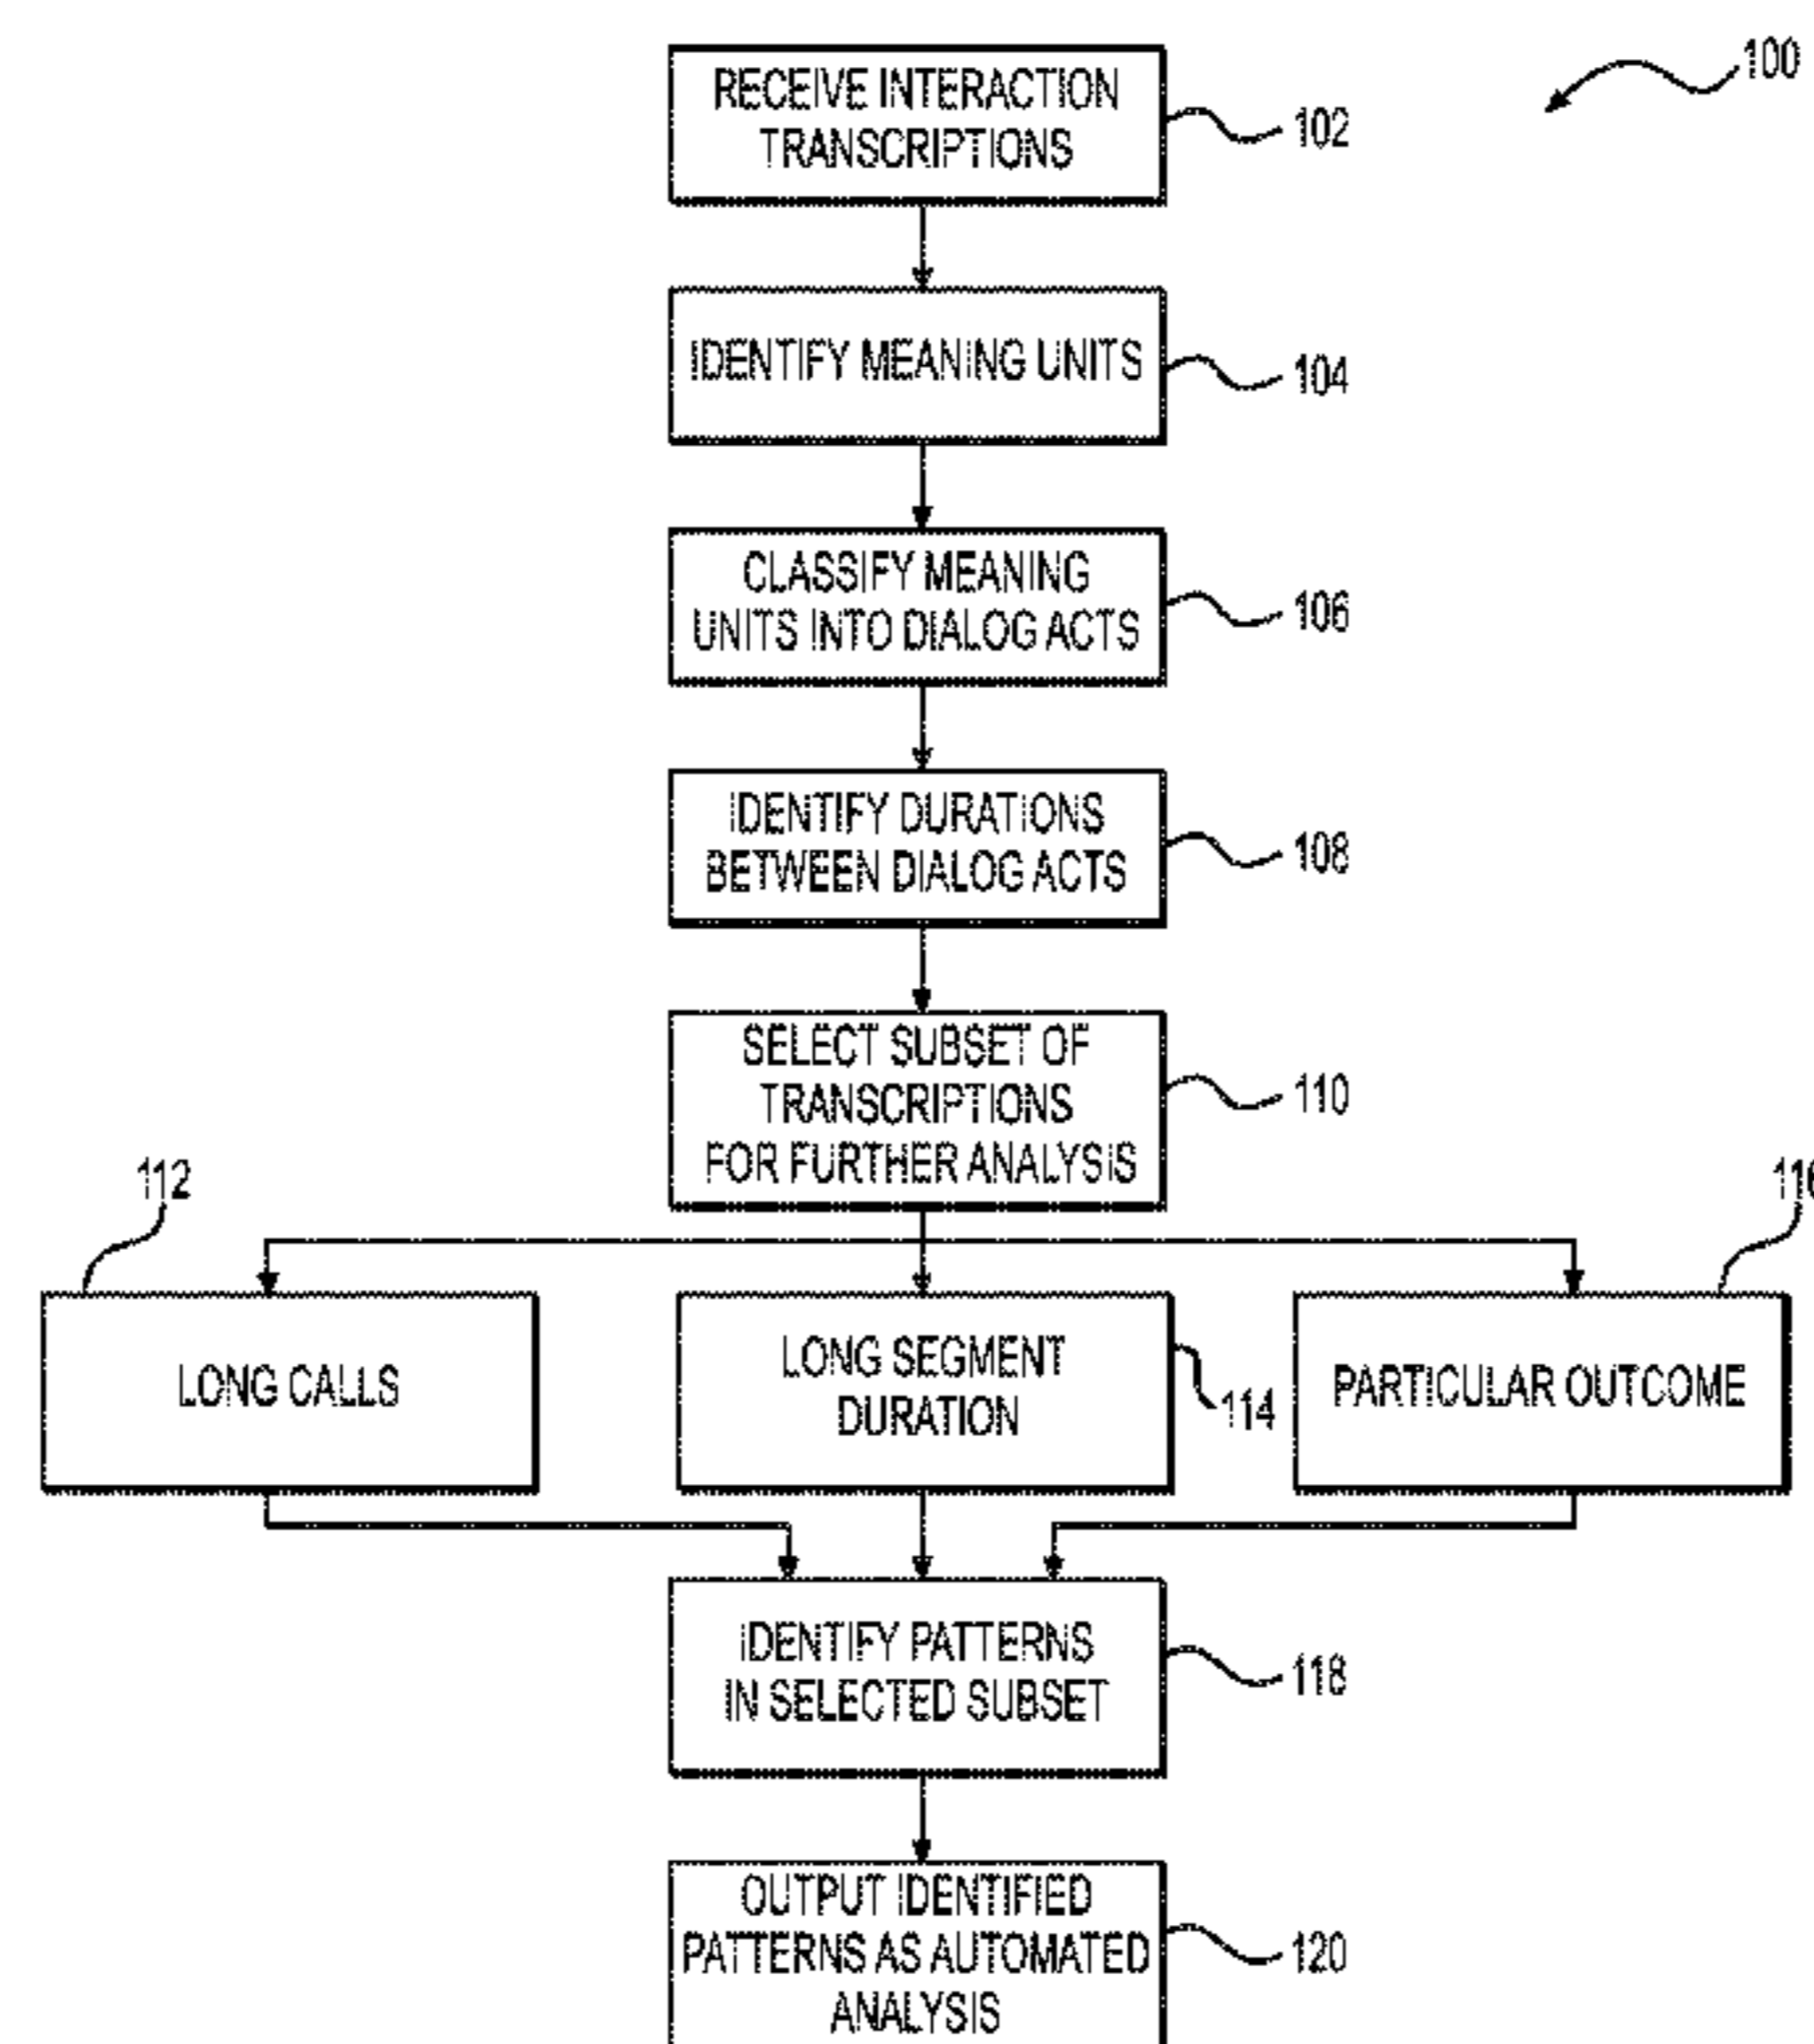 100
RECEIVE INTERACTION
TRANSCRIPTIONS
102
IDENTIFY MEANING UNITS
104
CLASSIFY MEANING
UNITS INTO DIALOG ACTS
106
IDENTIFY DURATIONS
BETWEEN DIALOG ACTS
108
SELECT SUBSET OF
TRANSCRIPTIONS
FOR FURTHER ANALYSIS
110
112
LONG CALLS
LONG SEGMENT
DURATION
114
PARTICULAR OUTCOME
IDENTIFY PATTERNS
IN SELECTED SUBSET
118
OUTPUT IDENTIFIED
PATTERNS AS AUTOMATED
ANALYSIS
120